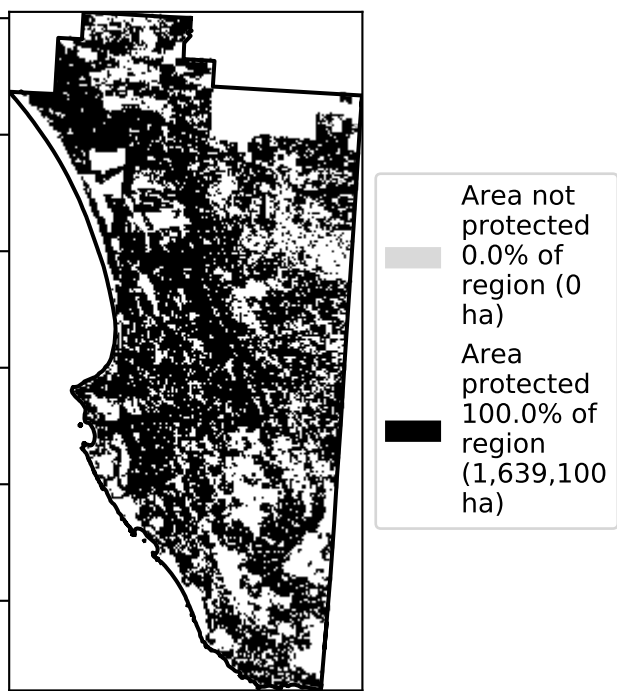 Area not
protected
0.0% of
region (0
ha)
Area
protected
100.0% of
region
(1,639,100
ha)